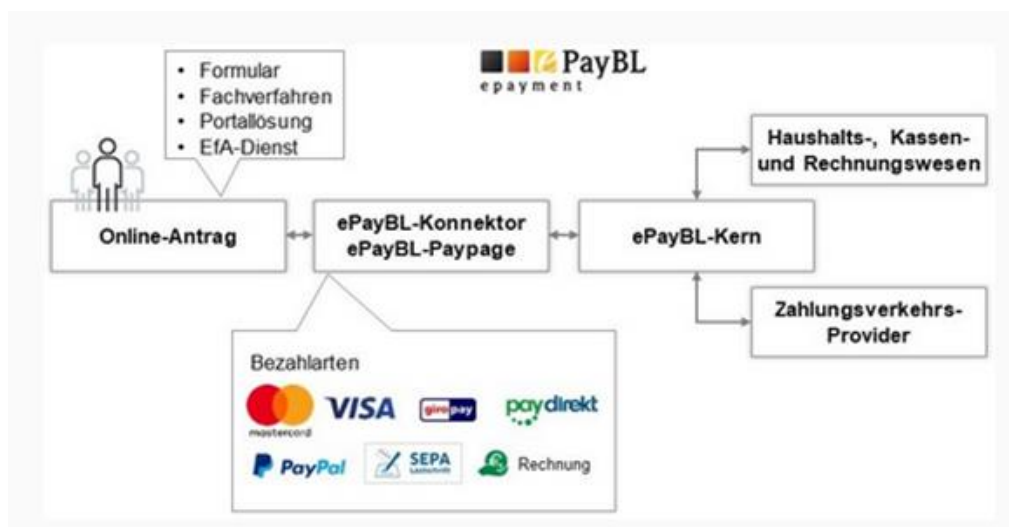 • Formular
• Fachverfahren
• Portallösung
• EfA-Dienst
e PayBL
epayment
Online-Antrag
ePayBL-Konnektor
ePayBL-Paypage
ePayBL-Kern
Haushalts-, Kassen-
und Rechnungswesen
Zahlungsverkehrs-
Provider
Bezahlarten
mastercard
VISA
giropay
paydirekt
PayPal
SEPA
Lastschrift
Rechnung